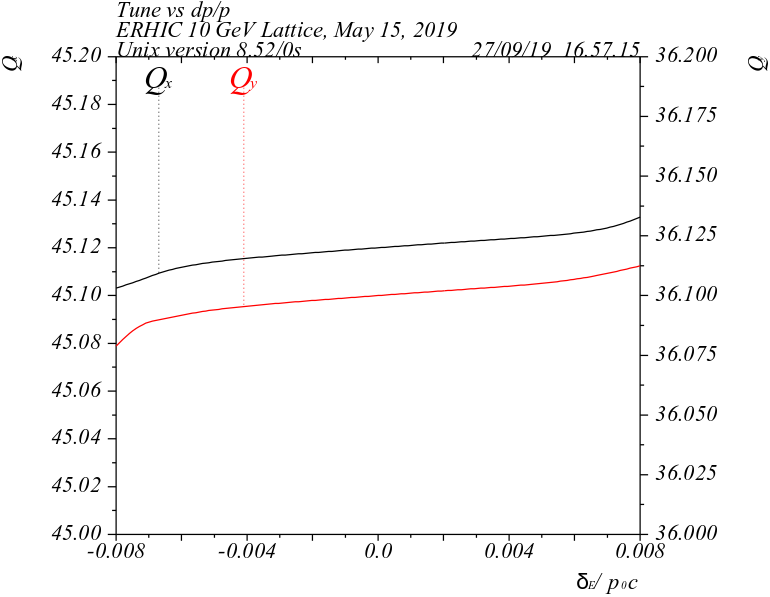 Tune vs dp/p
ERHIC 10 GeV Lattice, May 15, 2019
Unix version 8.52/0s 27/09/19 16.57.15
Q
Q
45.20
45.18
45.16
45.14
45.12
45.10
45.08
45.06
45.04
45.02
45.00
Qx
Qy
36.200
36.175
36.150
36.125
36.100
36.075
36.050
36.025
36.000
-0.008 -0.004 0.0 0.004 0.008
δE/ p0c